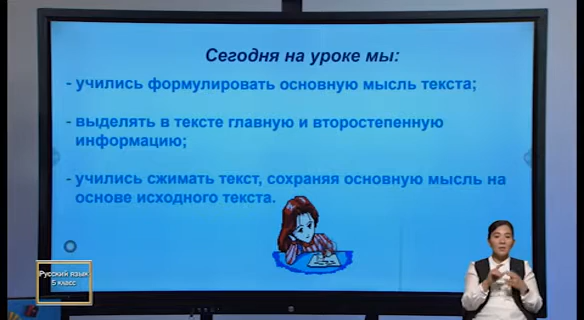 Сегодня на уроке мы:
- учились формулировать основную мысль текста;
- выделять в тексте главную и второстепенную
информацию;
- учились сжимать текст, сохраняя основную мысль на
основе исходного текста.
Русский язык
5 класс